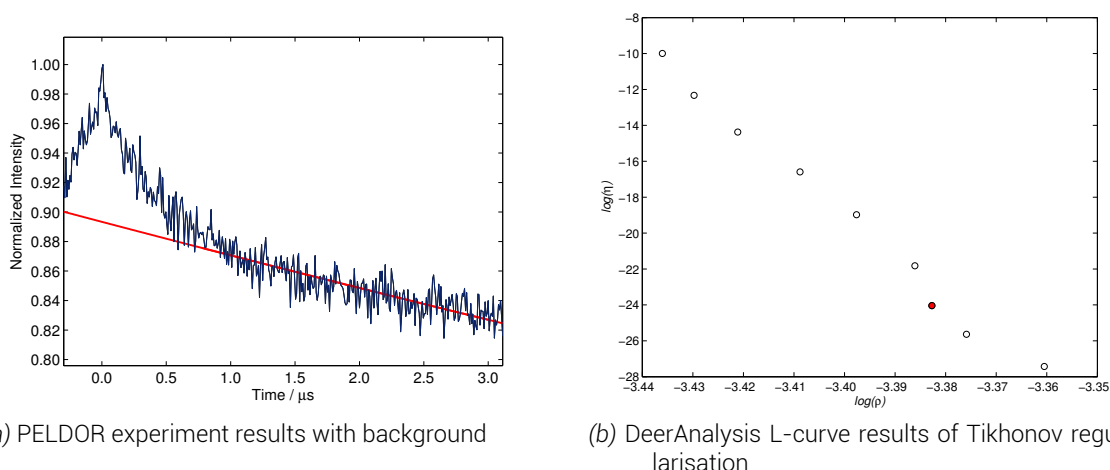 1.00
0.98
0.96
0.94
0.92
0.90
0.88
0.86
0.84
0.82
0.80
Normalized Intensity
0.0 0.5 1.0 1.5 2.0 2.5 3.0
Time / μs
) PELDOR experiment results with background
−8
−10
−12
−14
−16
−18
−20
−22
−24
−26
−28
log(η)
−3.44 −3.43 −3.42 −3.41 −3.40 −3.39 −3.38 −3.37 −3.36 −3.35
log(ρ)
(b) DeerAnalysis L-curve results of Tikhonov regu
larisation